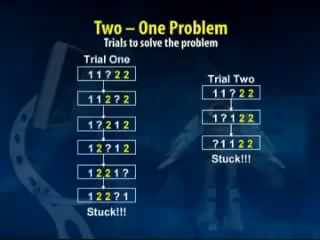 Two – One Problem
Trials to solve the problem
Trial One
1 1 ? 2 2
1 1 2 ? 2
1 ? 2 1 2
1 2 ? 1 2
1 2 2 1 ?
1 2 2 ? 1
Stuck!!!
Trial Two
1 1 ? 2 2
1 ? 1 2 2
? 1 1 2 2
Stuck!!!